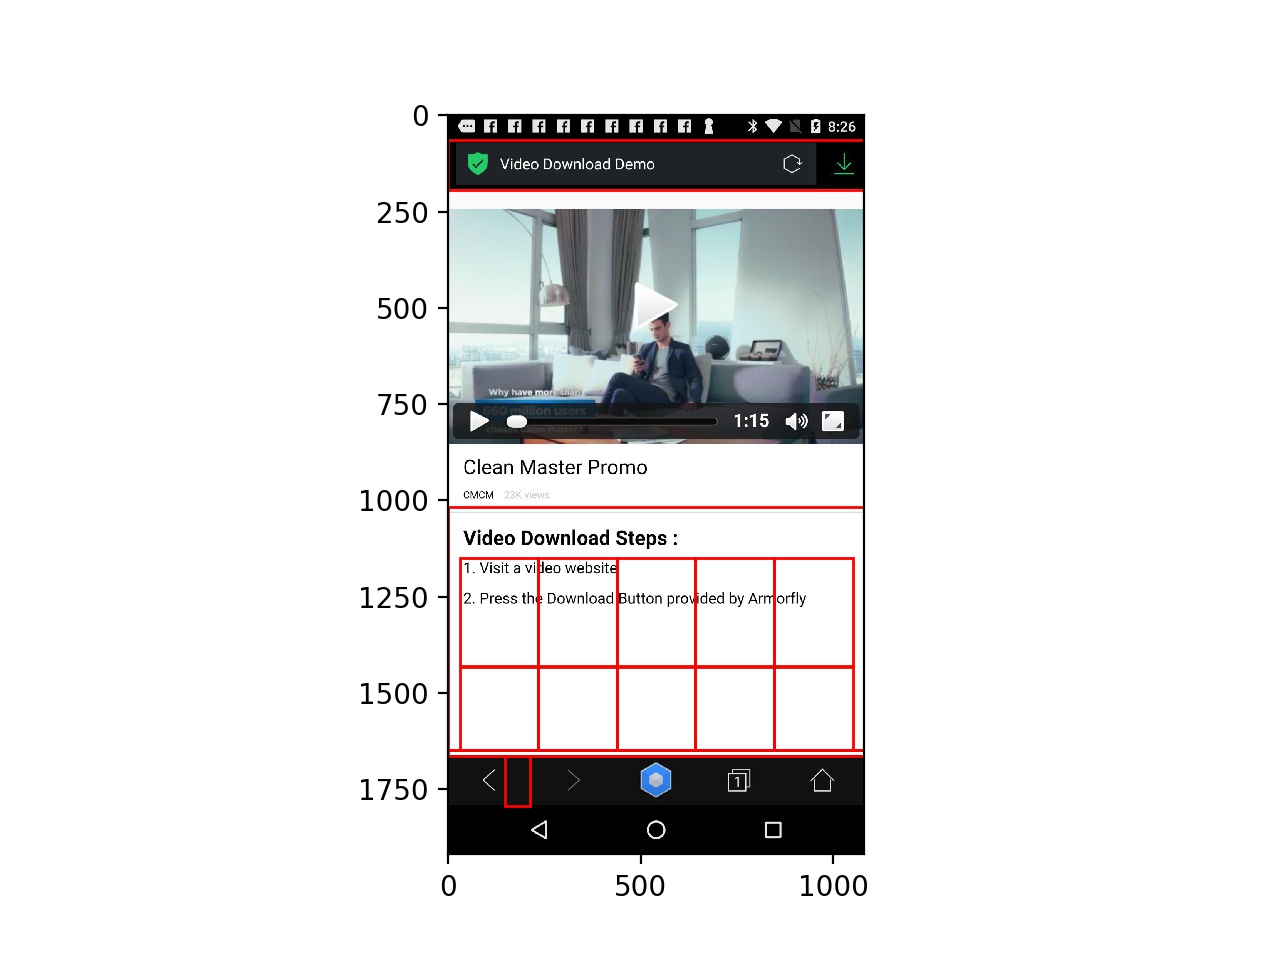 0
8:26
Video Download Demo
250
500
Why have more than
750
660 million users
1:15
chosen Clean Master?
Clean Master Promo
CMCM 23K views
1000
Video Download Steps :
1. Visit a video website
1250
2. Press the Download Button provided by Armorfly
1500
1
1750
0
500
1000